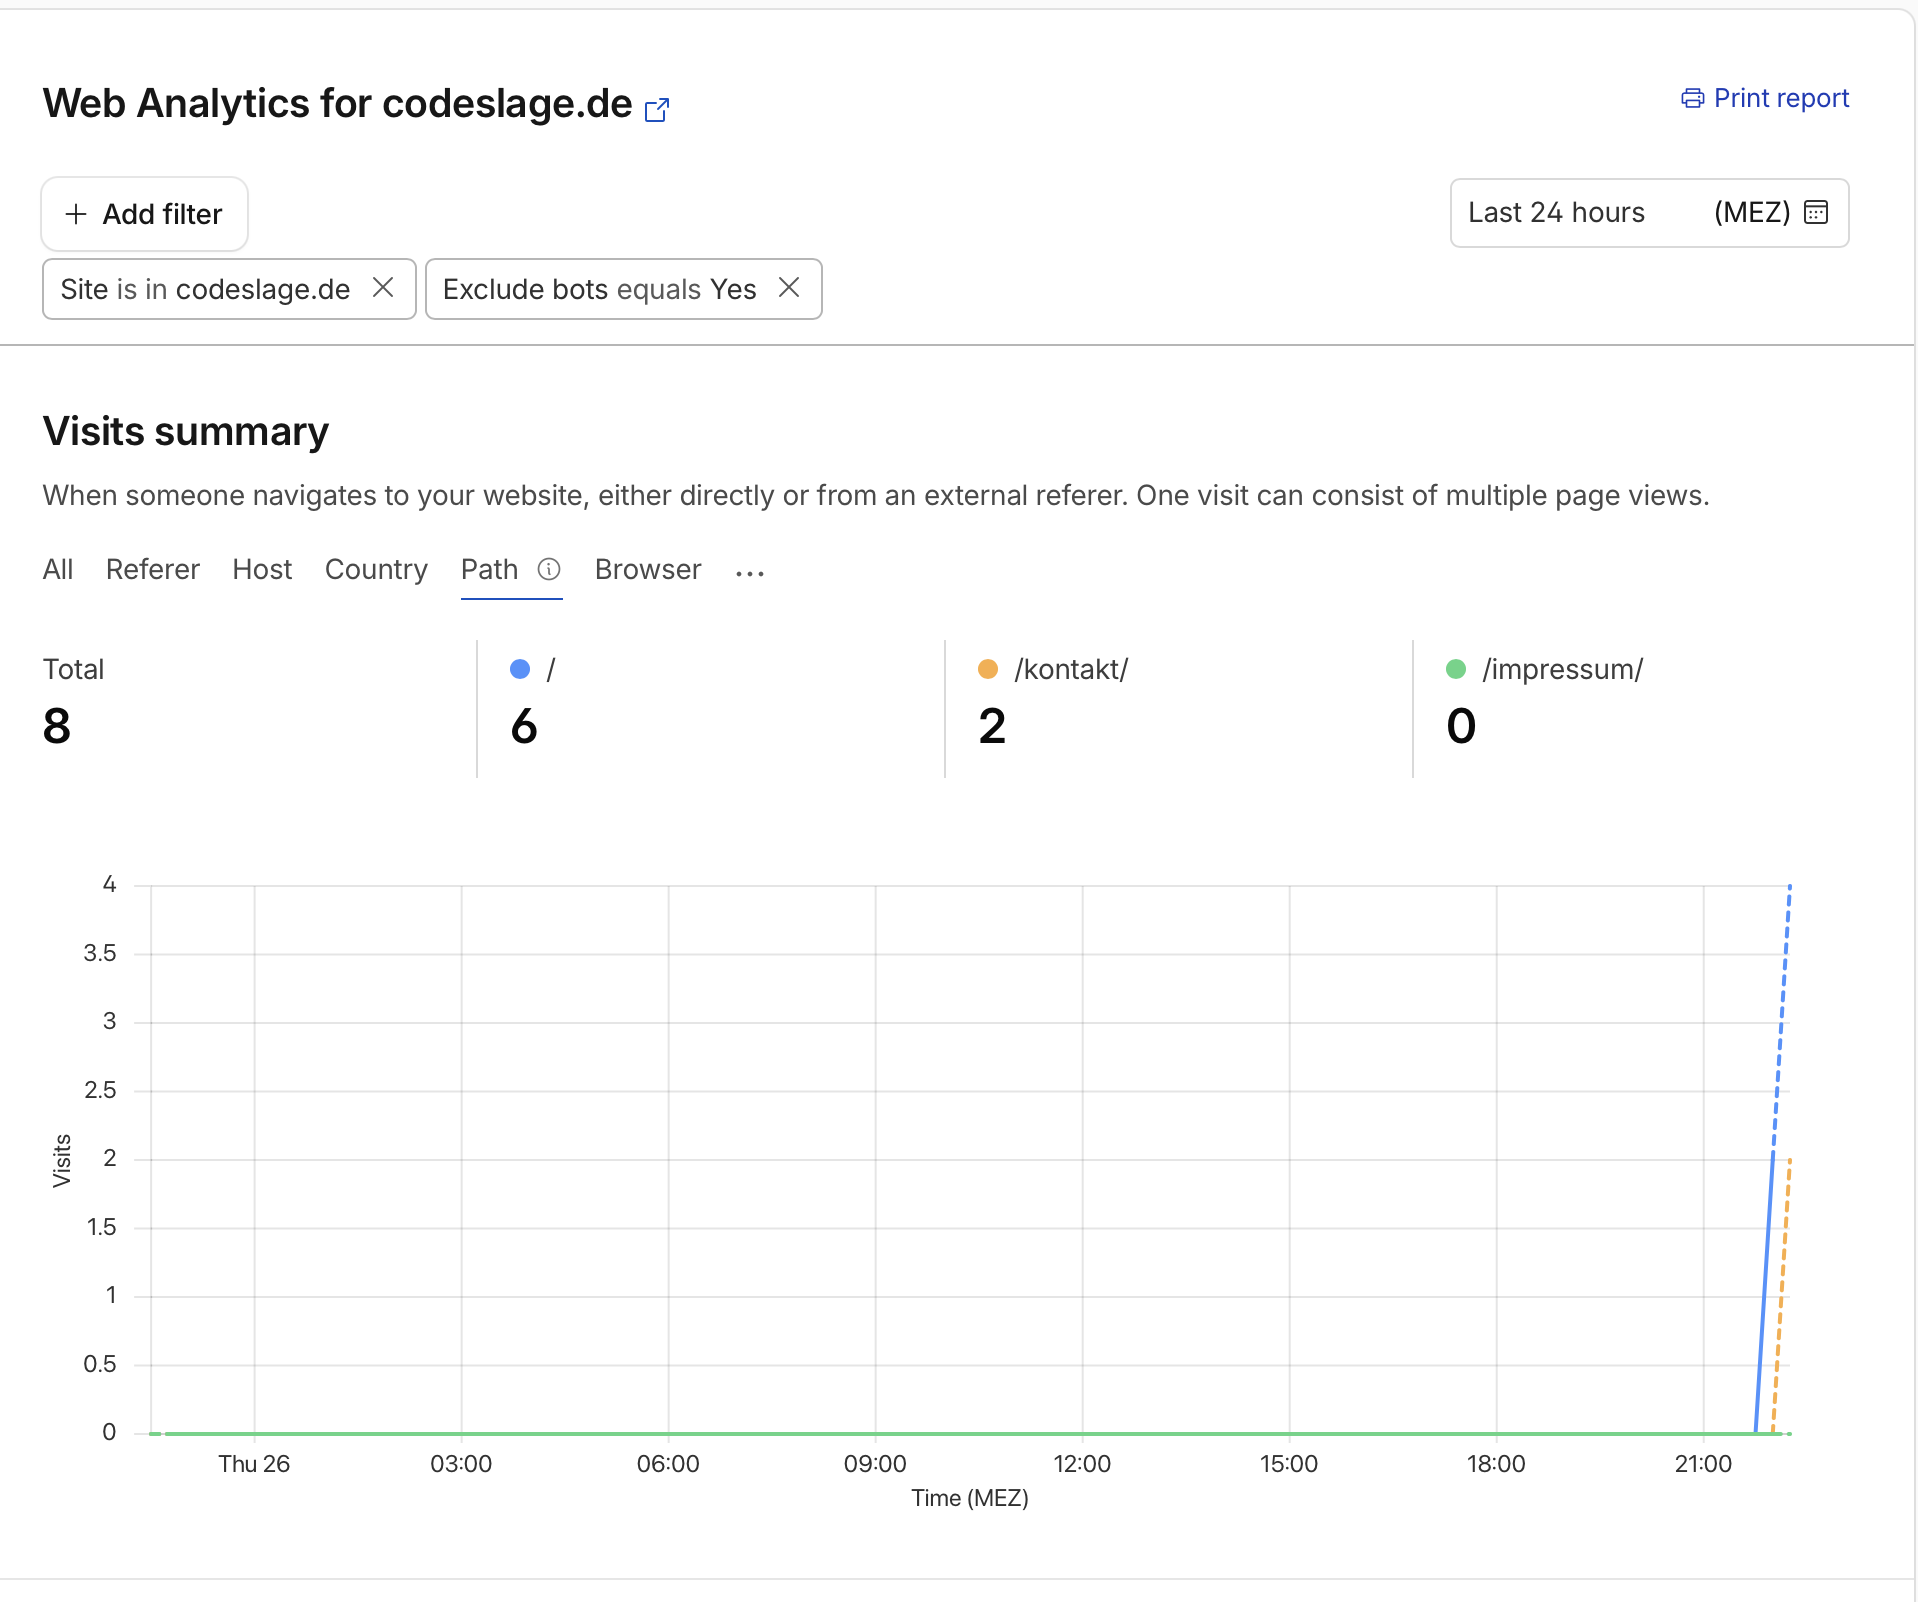 Web Analytics for codeslage.de
Print report
Add filter
Last 24 hours (MEZ)
Site is in codeslage.de
Exclude bots equals Yes
Visits summary
When someone navigates to your website, either directly or from an external referer. One visit can consist of multiple page views.
All Referer Host Country Path Browser ...
Total / /kontakt/ /impressum/
8 6 2 0
4
3.5
3
2.5
2
1.5
1
0.5
0
Visits
Thu 26 03:00 06:00 09:00 12:00 15:00 18:00 21:00
Time (MEZ)